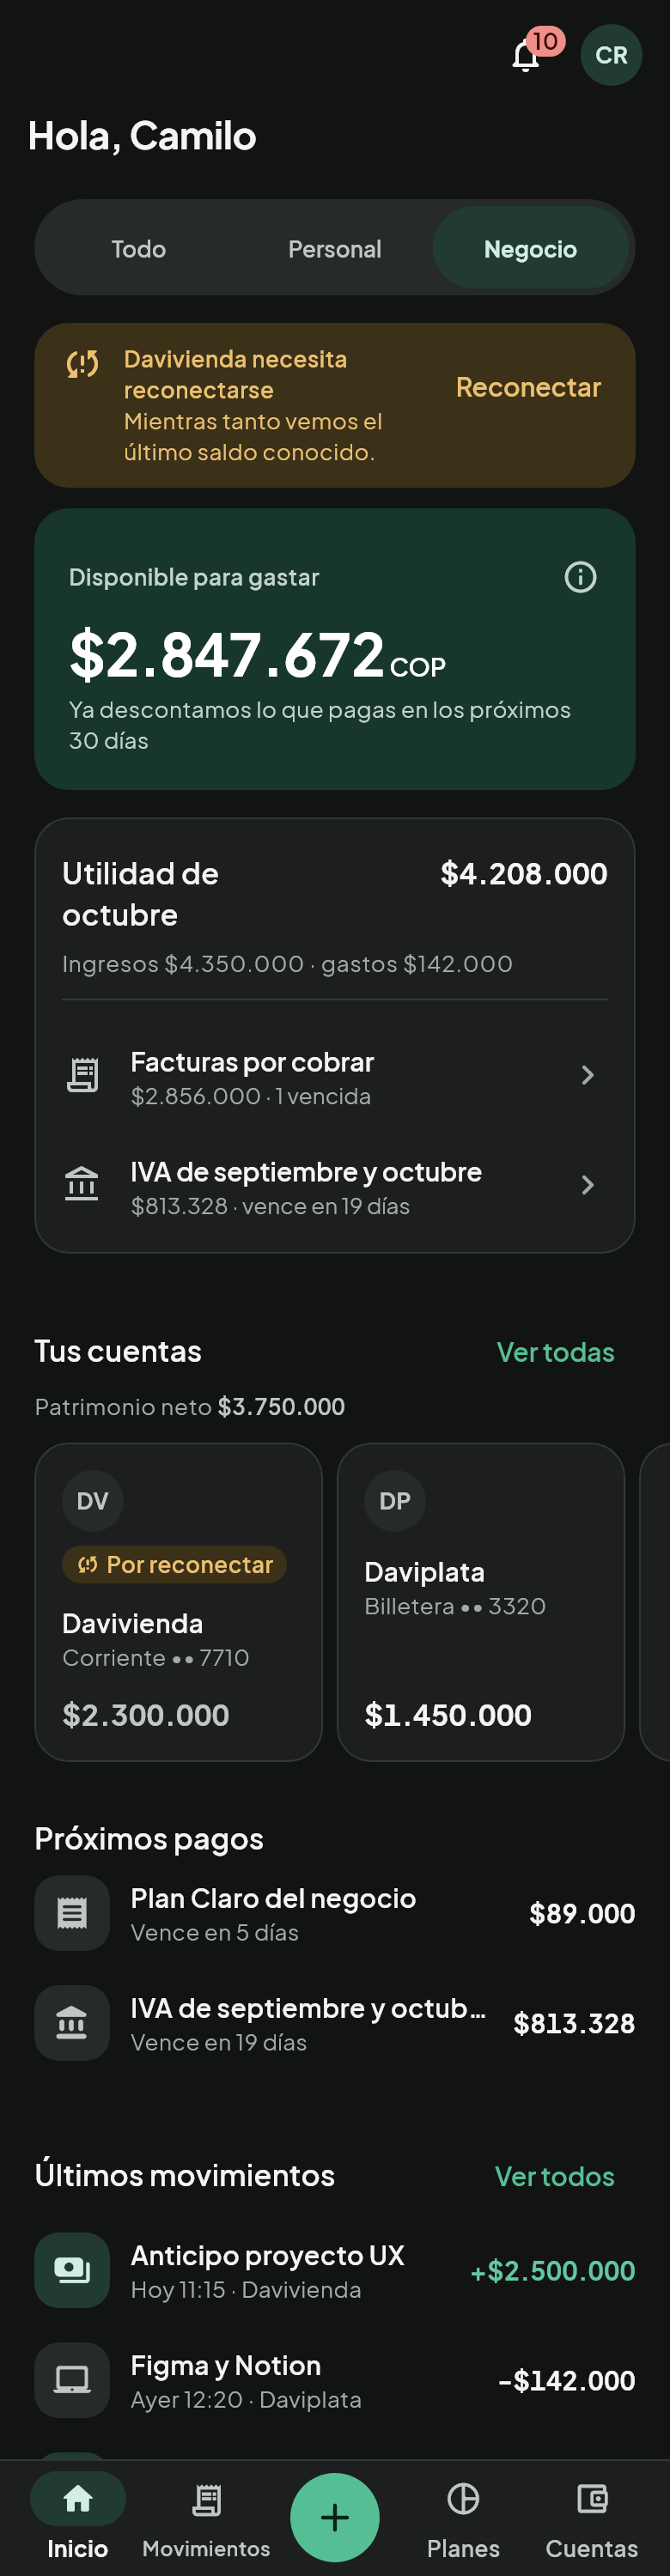 10
CR
Hola, Camilo
Todo
Personal
Negocio
Davivienda necesita
reconectarse
Mientras tanto vemos el
último saldo conocido.
Reconectar
Disponible para gastar
$2.847.672 COP
Ya descontamos lo que pagas en los próximos
30 días
Utilidad de
octubre
$4.208.000
Ingresos $4.350.000 · gastos $142.000
Facturas por cobrar
$2.856.000 · 1 vencida
IVA de septiembre y octubre
$813.328 · vence en 19 días
Tus cuentas
Ver todas
Patrimonio neto $3.750.000
DV
Por reconectar
Davivienda
Corriente •• 7710
$2.300.000
DP
Daviplata
Billetera •• 3320
$1.450.000
Próximos pagos
Plan Claro del negocio
Vence en 5 días
$89.000
IVA de septiembre y octub...
Vence en 19 días
$813.328
Últimos movimientos
Ver todos
Anticipo proyecto UX
Hoy 11:15 · Davivienda
+$2.500.000
Figma y Notion
Ayer 12:20 · Daviplata
-$142.000
Inicio
Movimientos
Planes
Cuentas